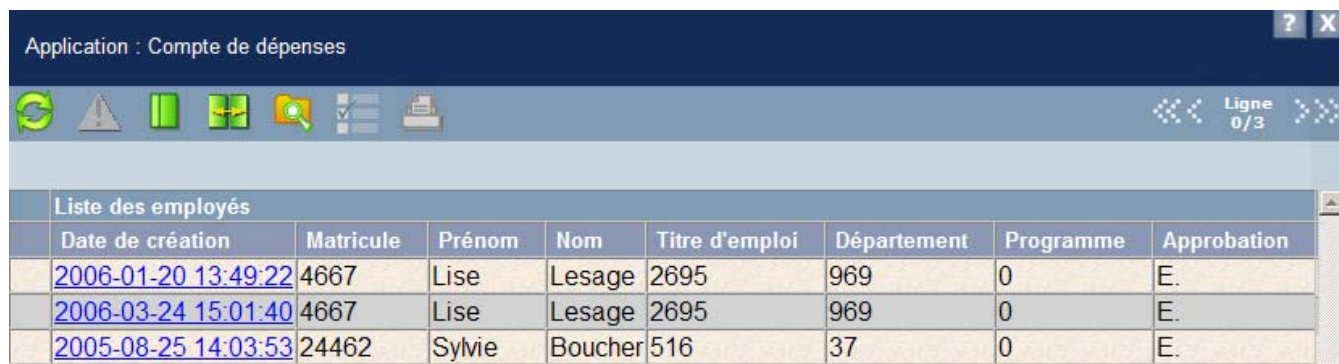 ? X
Application : Compte de dépenses
Ligne
0/3
Liste des employés
Date de création Matricule Prénom Nom Titre d'emploi Département Programme Approbation
2006-01-20 13:49:22 4667 Lise Lesage 2695 969 0 E.
2006-03-24 15:01:40 4667 Lise Lesage 2695 969 0 E.
2005-08-25 14:03:53 24462 Sylvie Boucher 516 37 0 E.